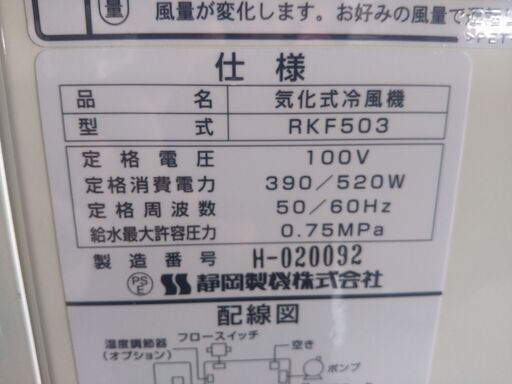 量
風量が変化します。お好みの風量で
仕様
品名 気化式冷風機
型式 RKF503
定格電圧 100V
定格消費電力 390/520W
定格周波数 50/60Hz
給水最大許容圧力 0.75MPa
製造番号 H-020092
PSE 静岡製機株式会社
配線図
フロースイッチ
温度調節器
(オプション)
空き
ポンプ